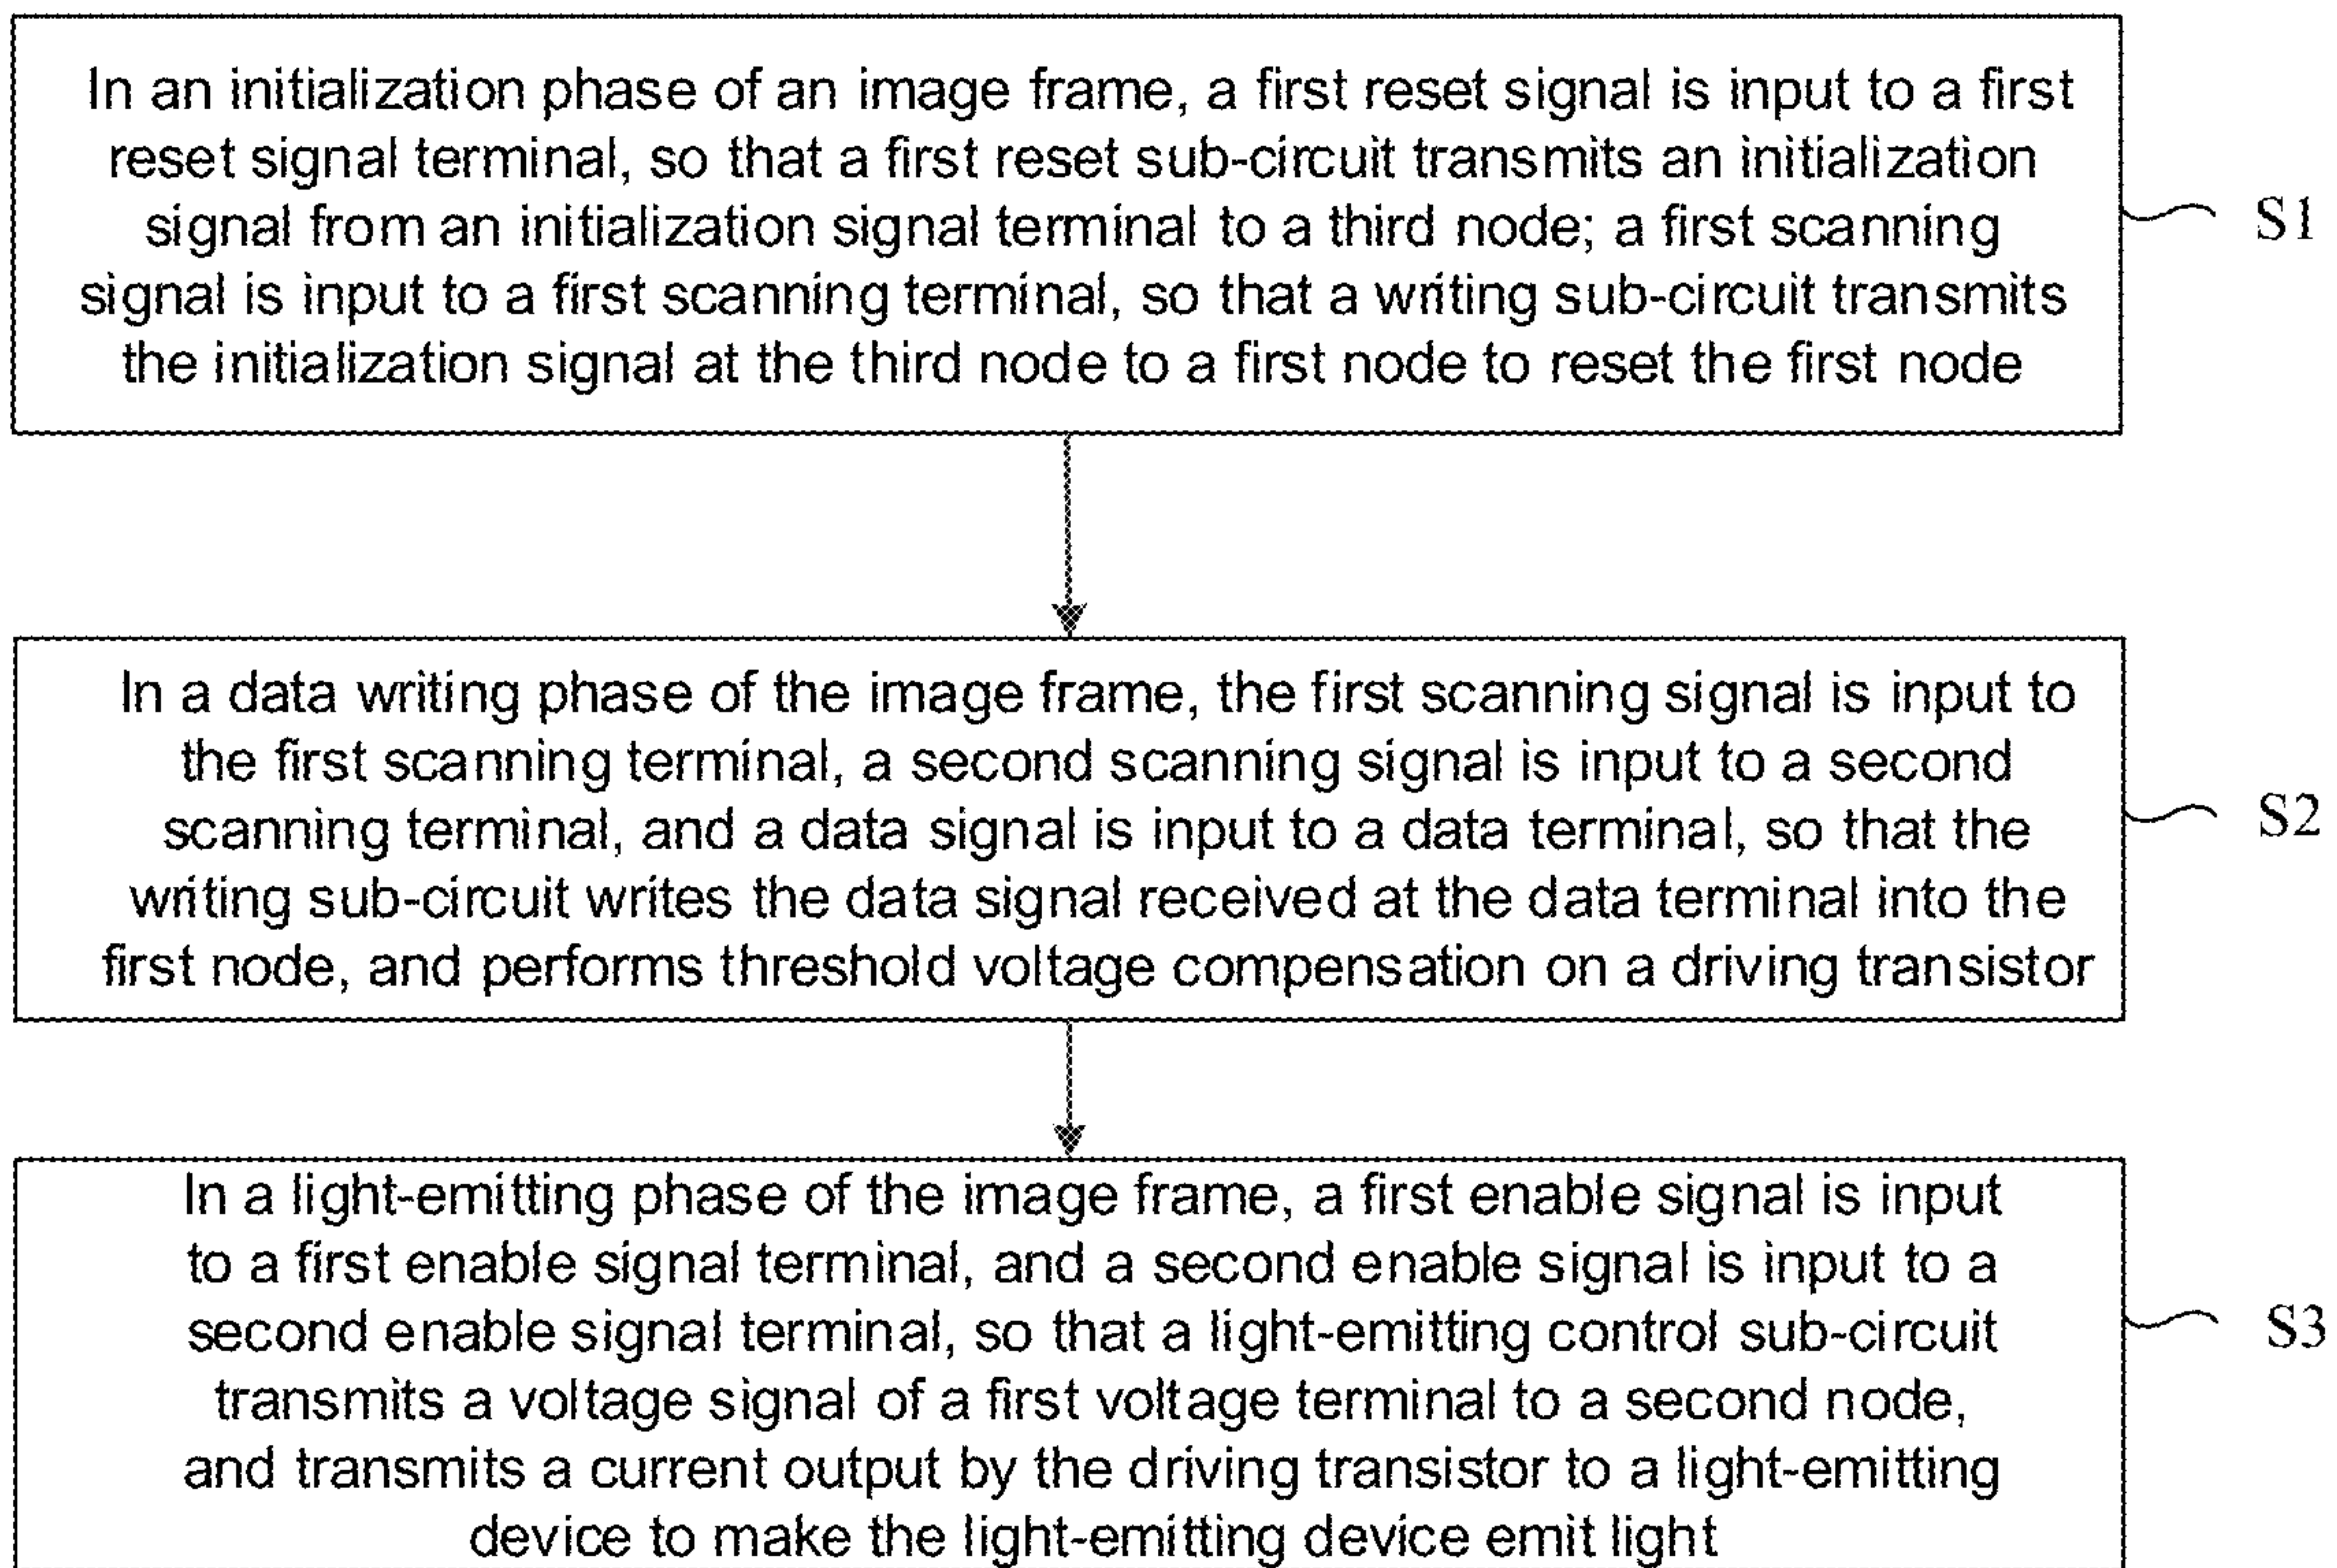 In an initialization phase of an image frame, a first reset signal is input to a first
reset signal terminal, so that a first reset sub-circuit transmits an initialization
signal from an initialization signal terminal to a third node; a first scanning
signal is input to a first scanning terminal, so that a writing sub-circuit transmits
the initialization signal at the third node to a first node to reset the first node
S1
In a data writing phase of the image frame, the first scanning signal is input to
the first scanning terminal, a second scanning signal is input to a second
scanning terminal, and a data signal is input to a data terminal, so that the
writing sub-circuit writes the data signal received at the data terminal into the
first node, and performs threshold voltage compensation on a driving transistor
S2
In a light-emitting phase of the image frame, a first enable signal is input
to a first enable signal terminal, and a second enable signal is input to a
second enable signal terminal, so that a light-emitting control sub-circuit
transmits a voltage signal of a first voltage terminal to a second node,
and transmits a current output by the driving transistor to a light-emitting
device to make the light-emitting device emit light
S3